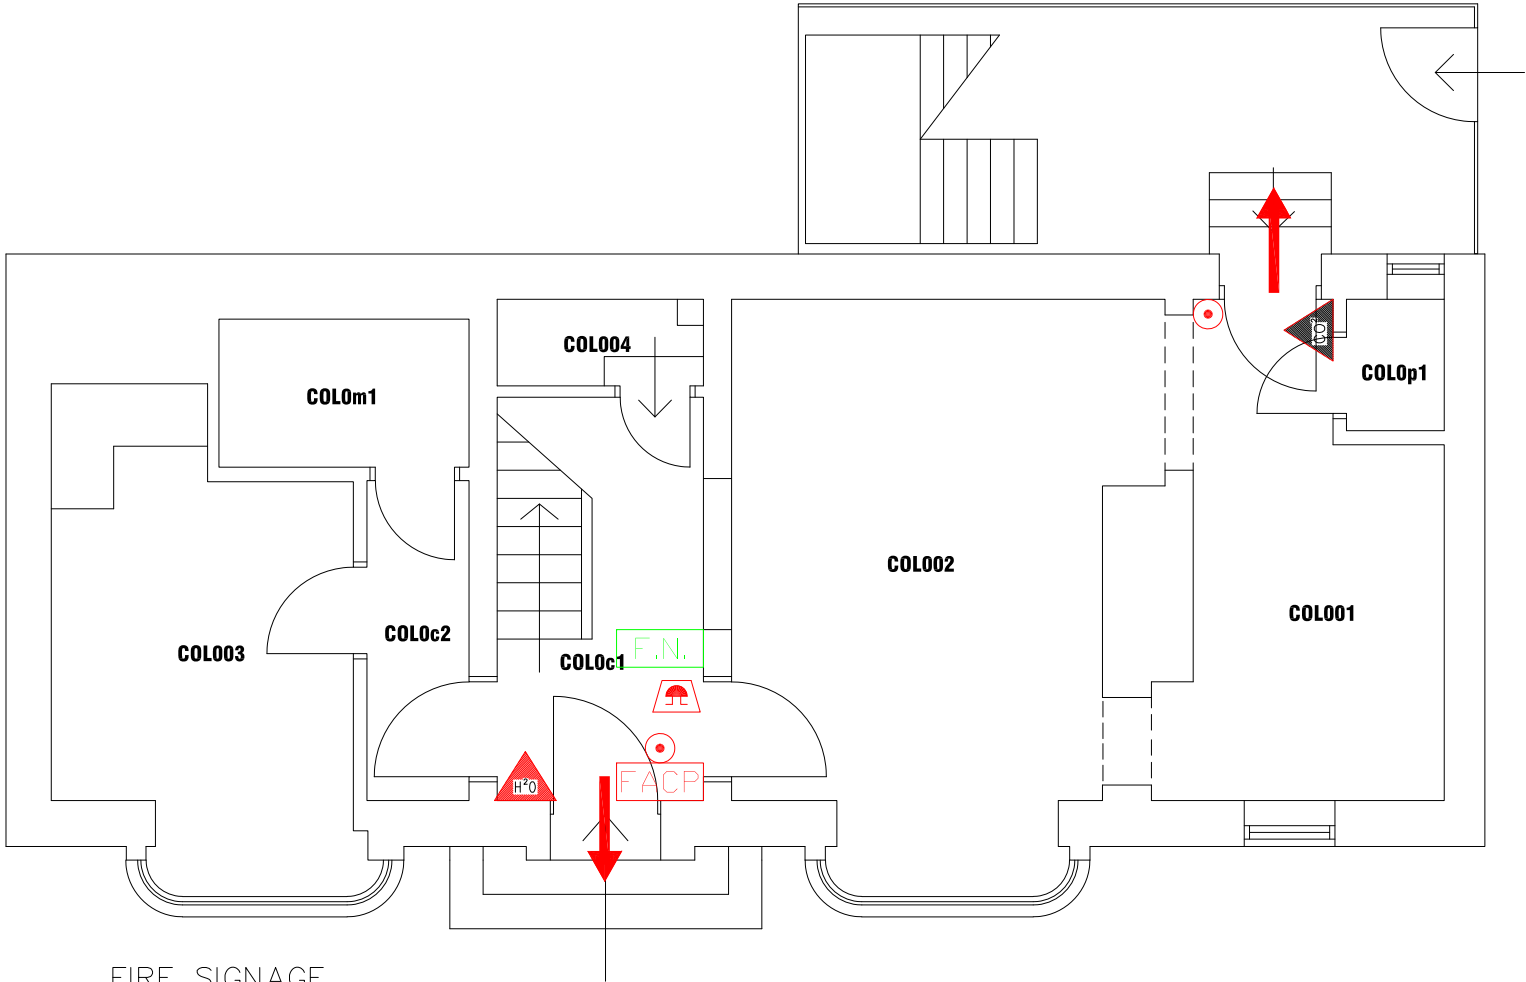 COL004
CO²
COL0p1
COL0m1
COL002
COL001
COL0c2
F.N.
COL003
COL0c1
FACP
H²O
FIRE SIGNAGE